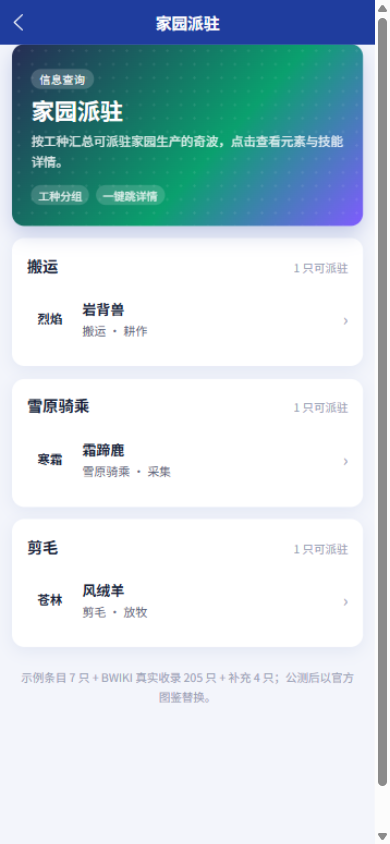 家园派驻
信息查询
家园派驻
按工种汇总可派驻家园生产的奇波，点击查看元素与技能
详情。
工种分组 一键跳详情
搬运 1 只可派驻
烈焰 岩背兽
搬运 · 耕作
雪原骑乘 1 只可派驻
寒霜 霜蹄鹿
雪原骑乘 · 采集
剪毛 1 只可派驻
苍林 风绒羊
剪毛 · 放牧
示例条目 7 只 + BWIKI 真实收录 205 只 + 补充 4 只；公测后以官方
图鉴替换。